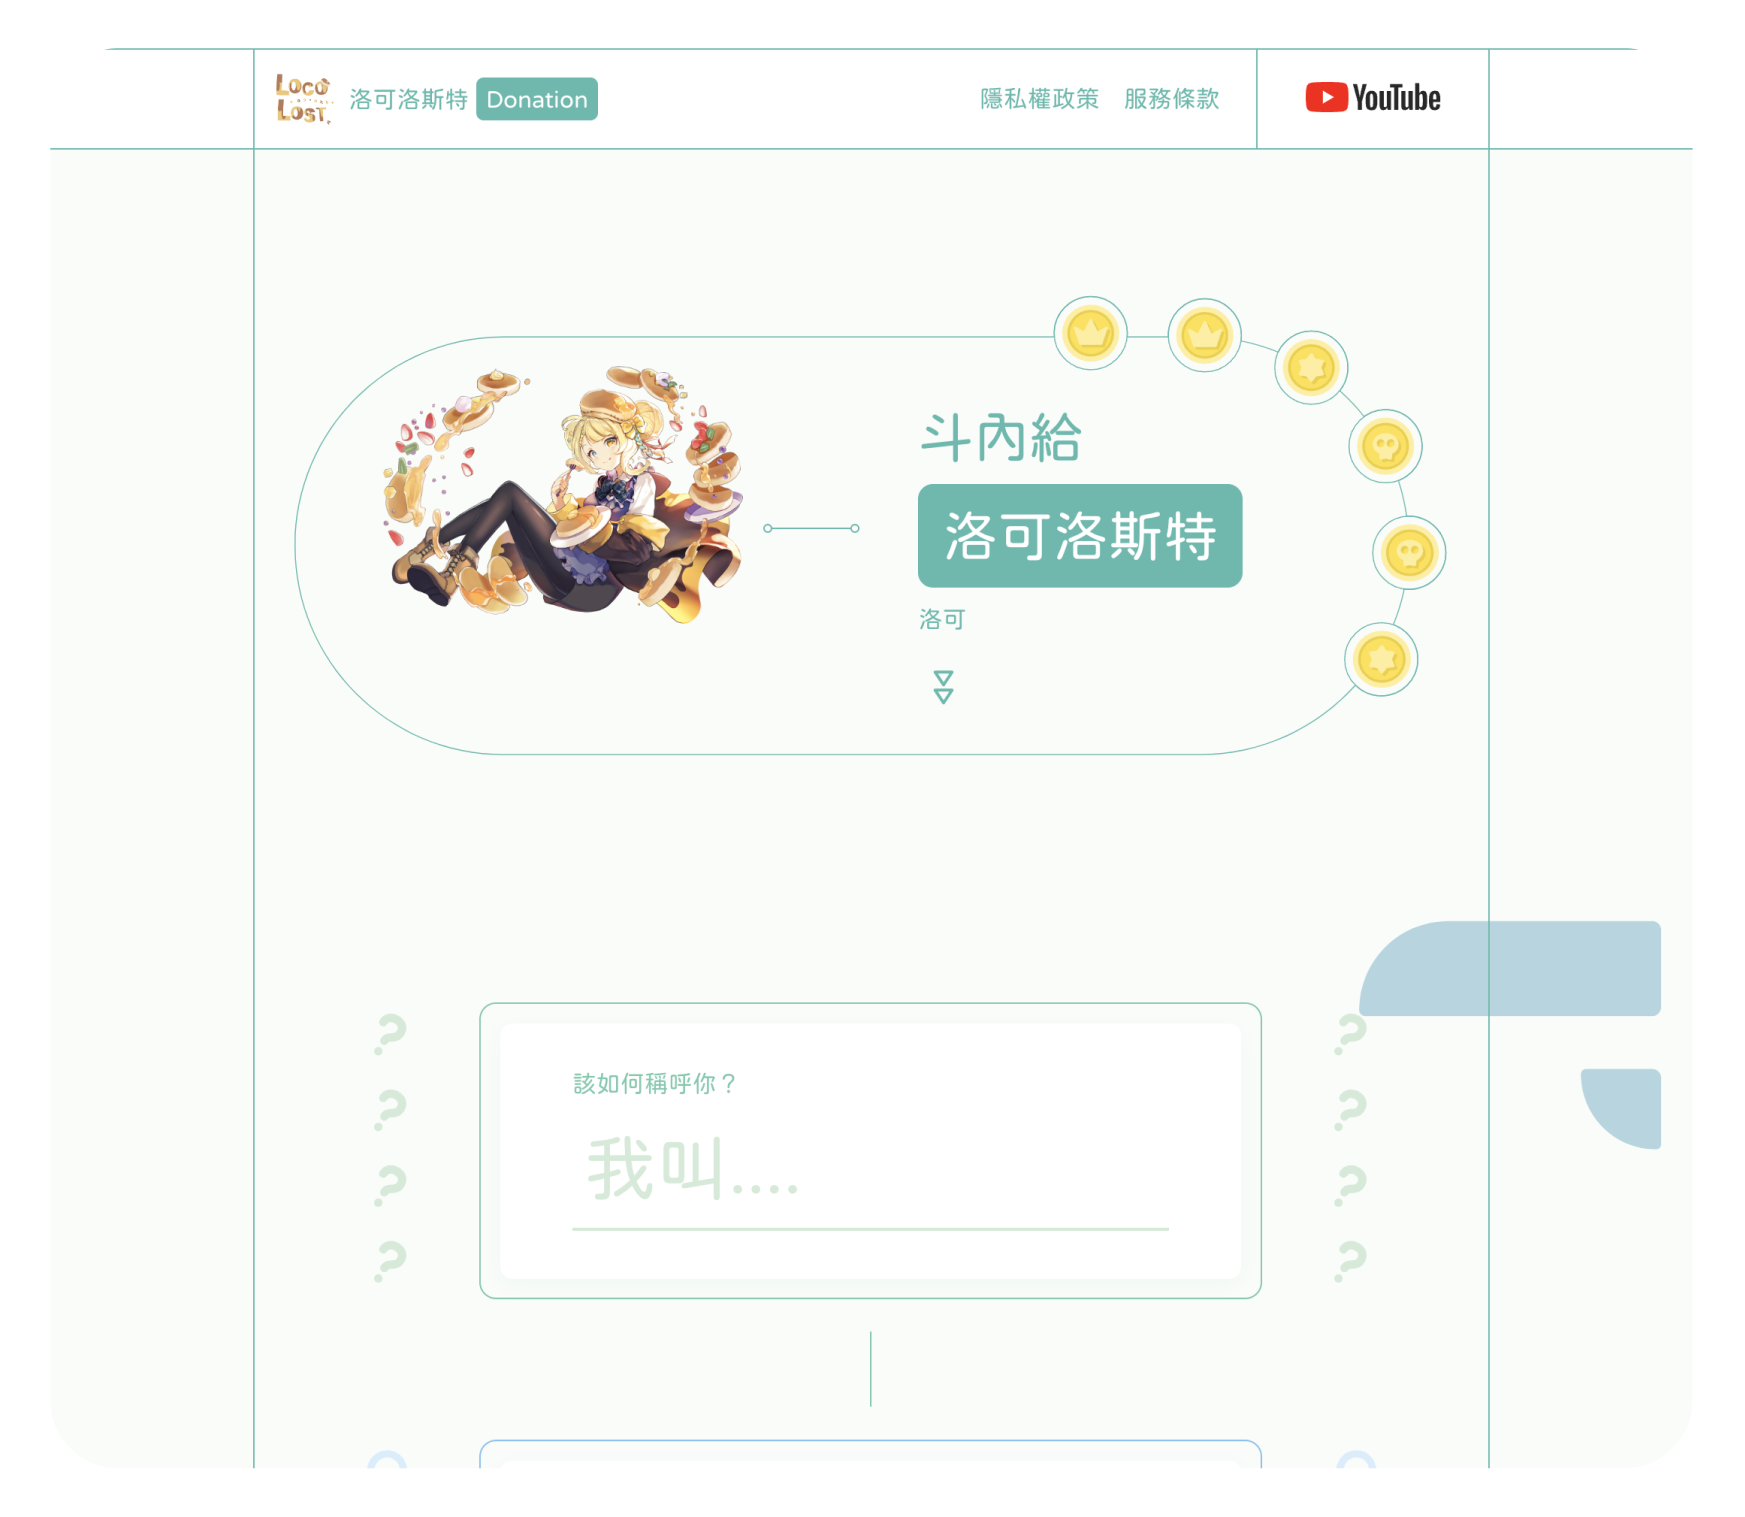 LOCO
LOST
洛可洛斯特 Donation
隱私權政策 服務條款
YouTube
斗內給
洛可洛斯特
洛可
該如何稱呼你？
我叫....